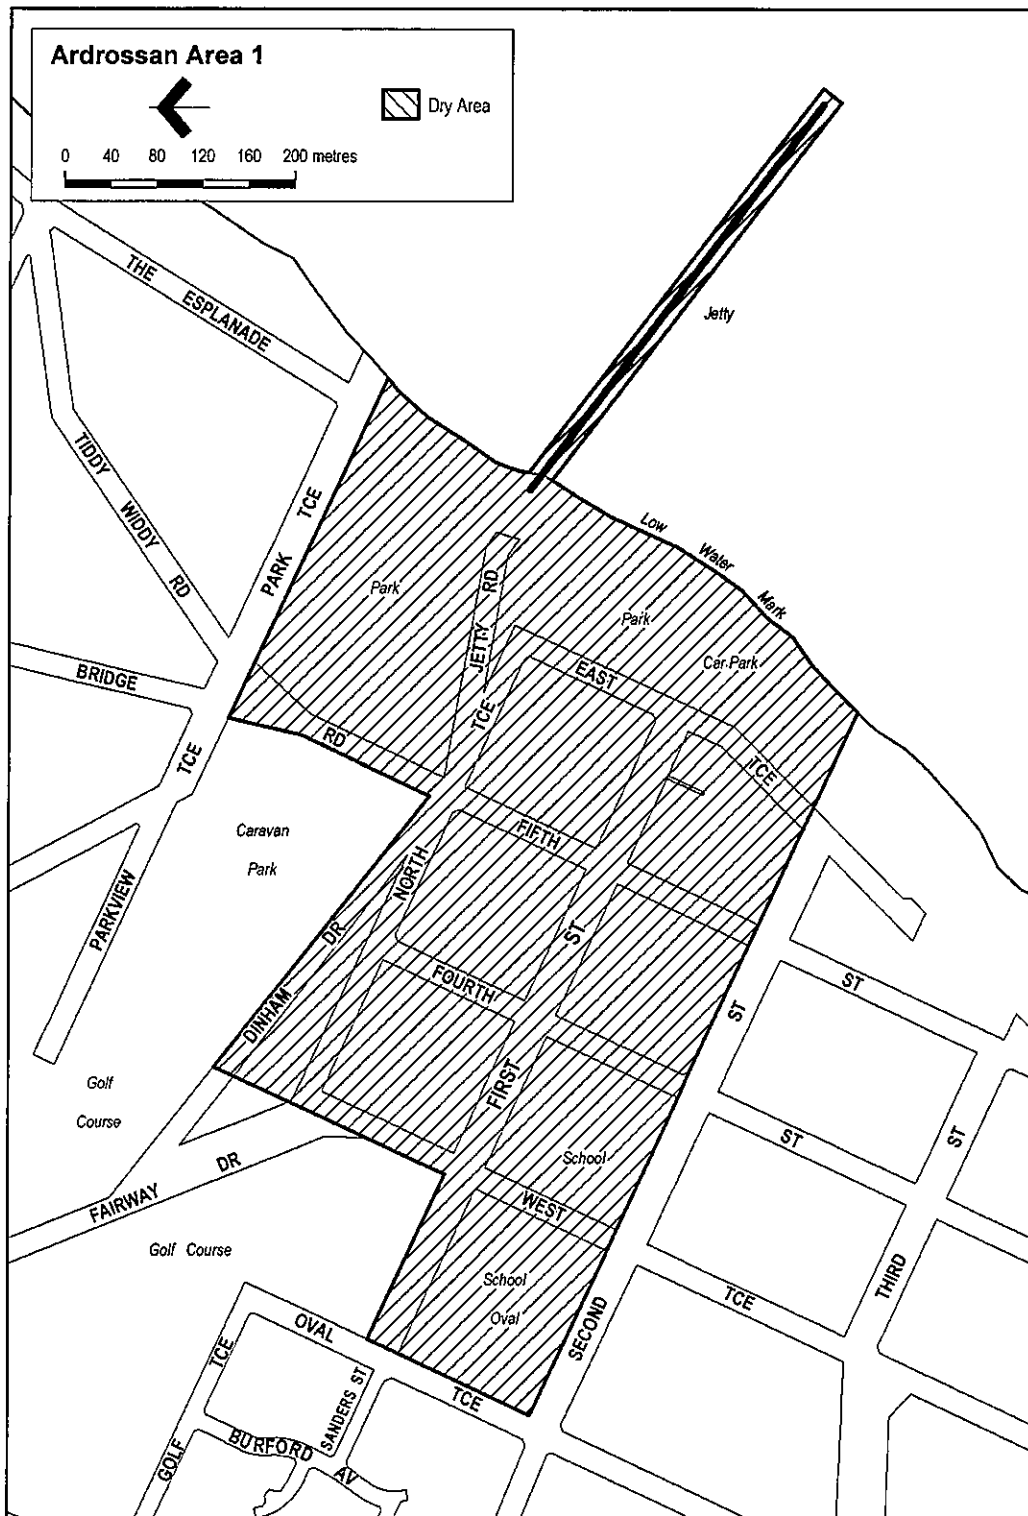 Ardrossan Area 1
Dry Area
0 40 80 120 160 200 metres
THE ESPLANADE
Jetty
TIDDY WIDDY RD
PARK TCE
Low Water Mark
Park
JETTY RD
Park
Car Park
EAST TCE
BRIDGE
RD
TCE
TCE
Caravan
Park
FIFTH
NORTH
PARKVIEW
DR
ST
FOURTH
DINHAM
ST
ST
Golf
Course
FIRST
ST
ST
School
FAIRWAY DR
WEST
Golf Course
School
Oval
TCE
THIRD
SECOND
OVAL TCE
TCE
SANDERS ST
BURFORD AV
GOLF